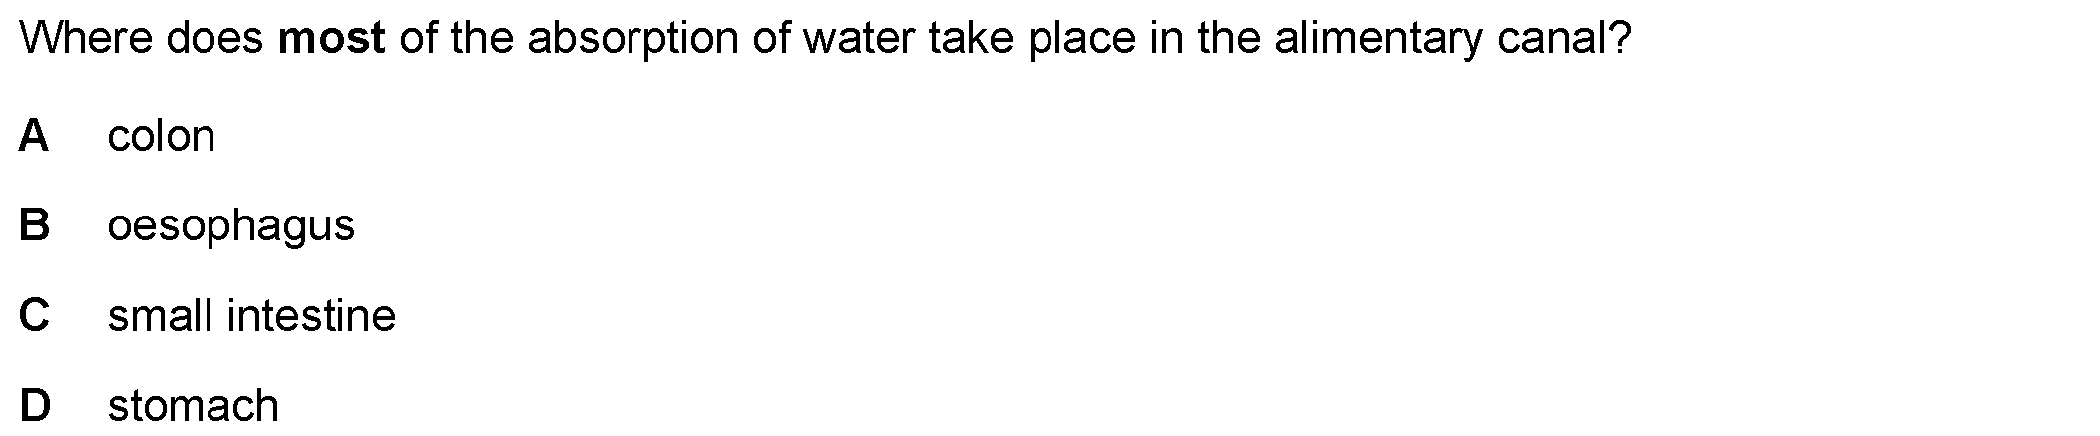 Where does most of the absorption of water take place in the alimentary canal?
A colon
B oesophagus
C small intestine
D stomach